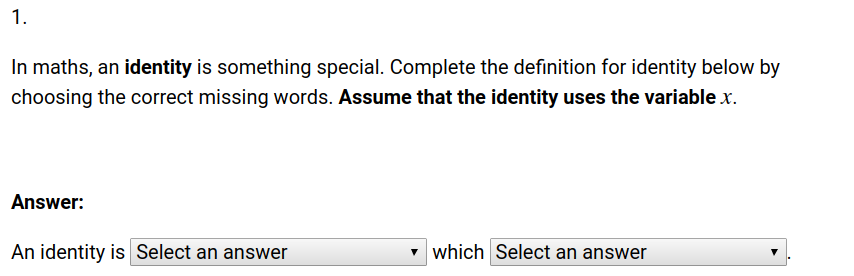 1.
In maths, an identity is something special. Complete the definition for identity below by
choosing the correct missing words. Assume that the identity uses the variable x.
Answer:
An identity is Select an answer which Select an answer.